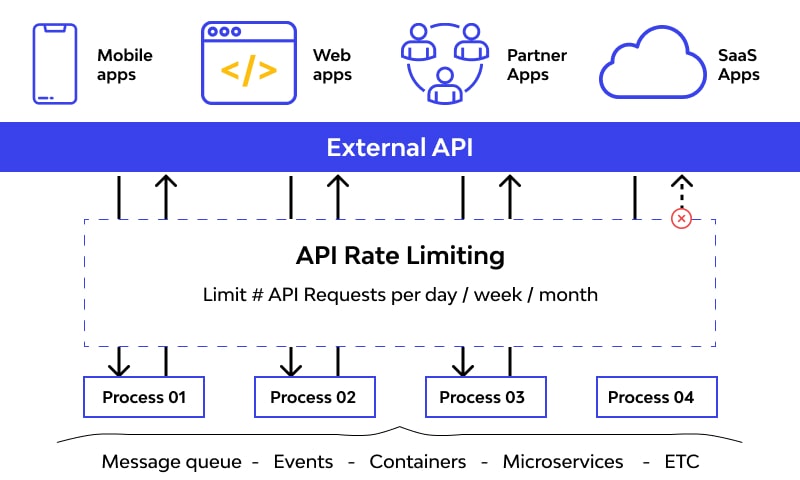 Mobile
apps
Web
apps
Partner
Apps
SaaS
Apps
</>
External API
API Rate Limiting
Limit # API Requests per day / week / month
Process 01
Process 02
Process 03
Process 04
Message queue - Events - Containers - Microservices - ETC